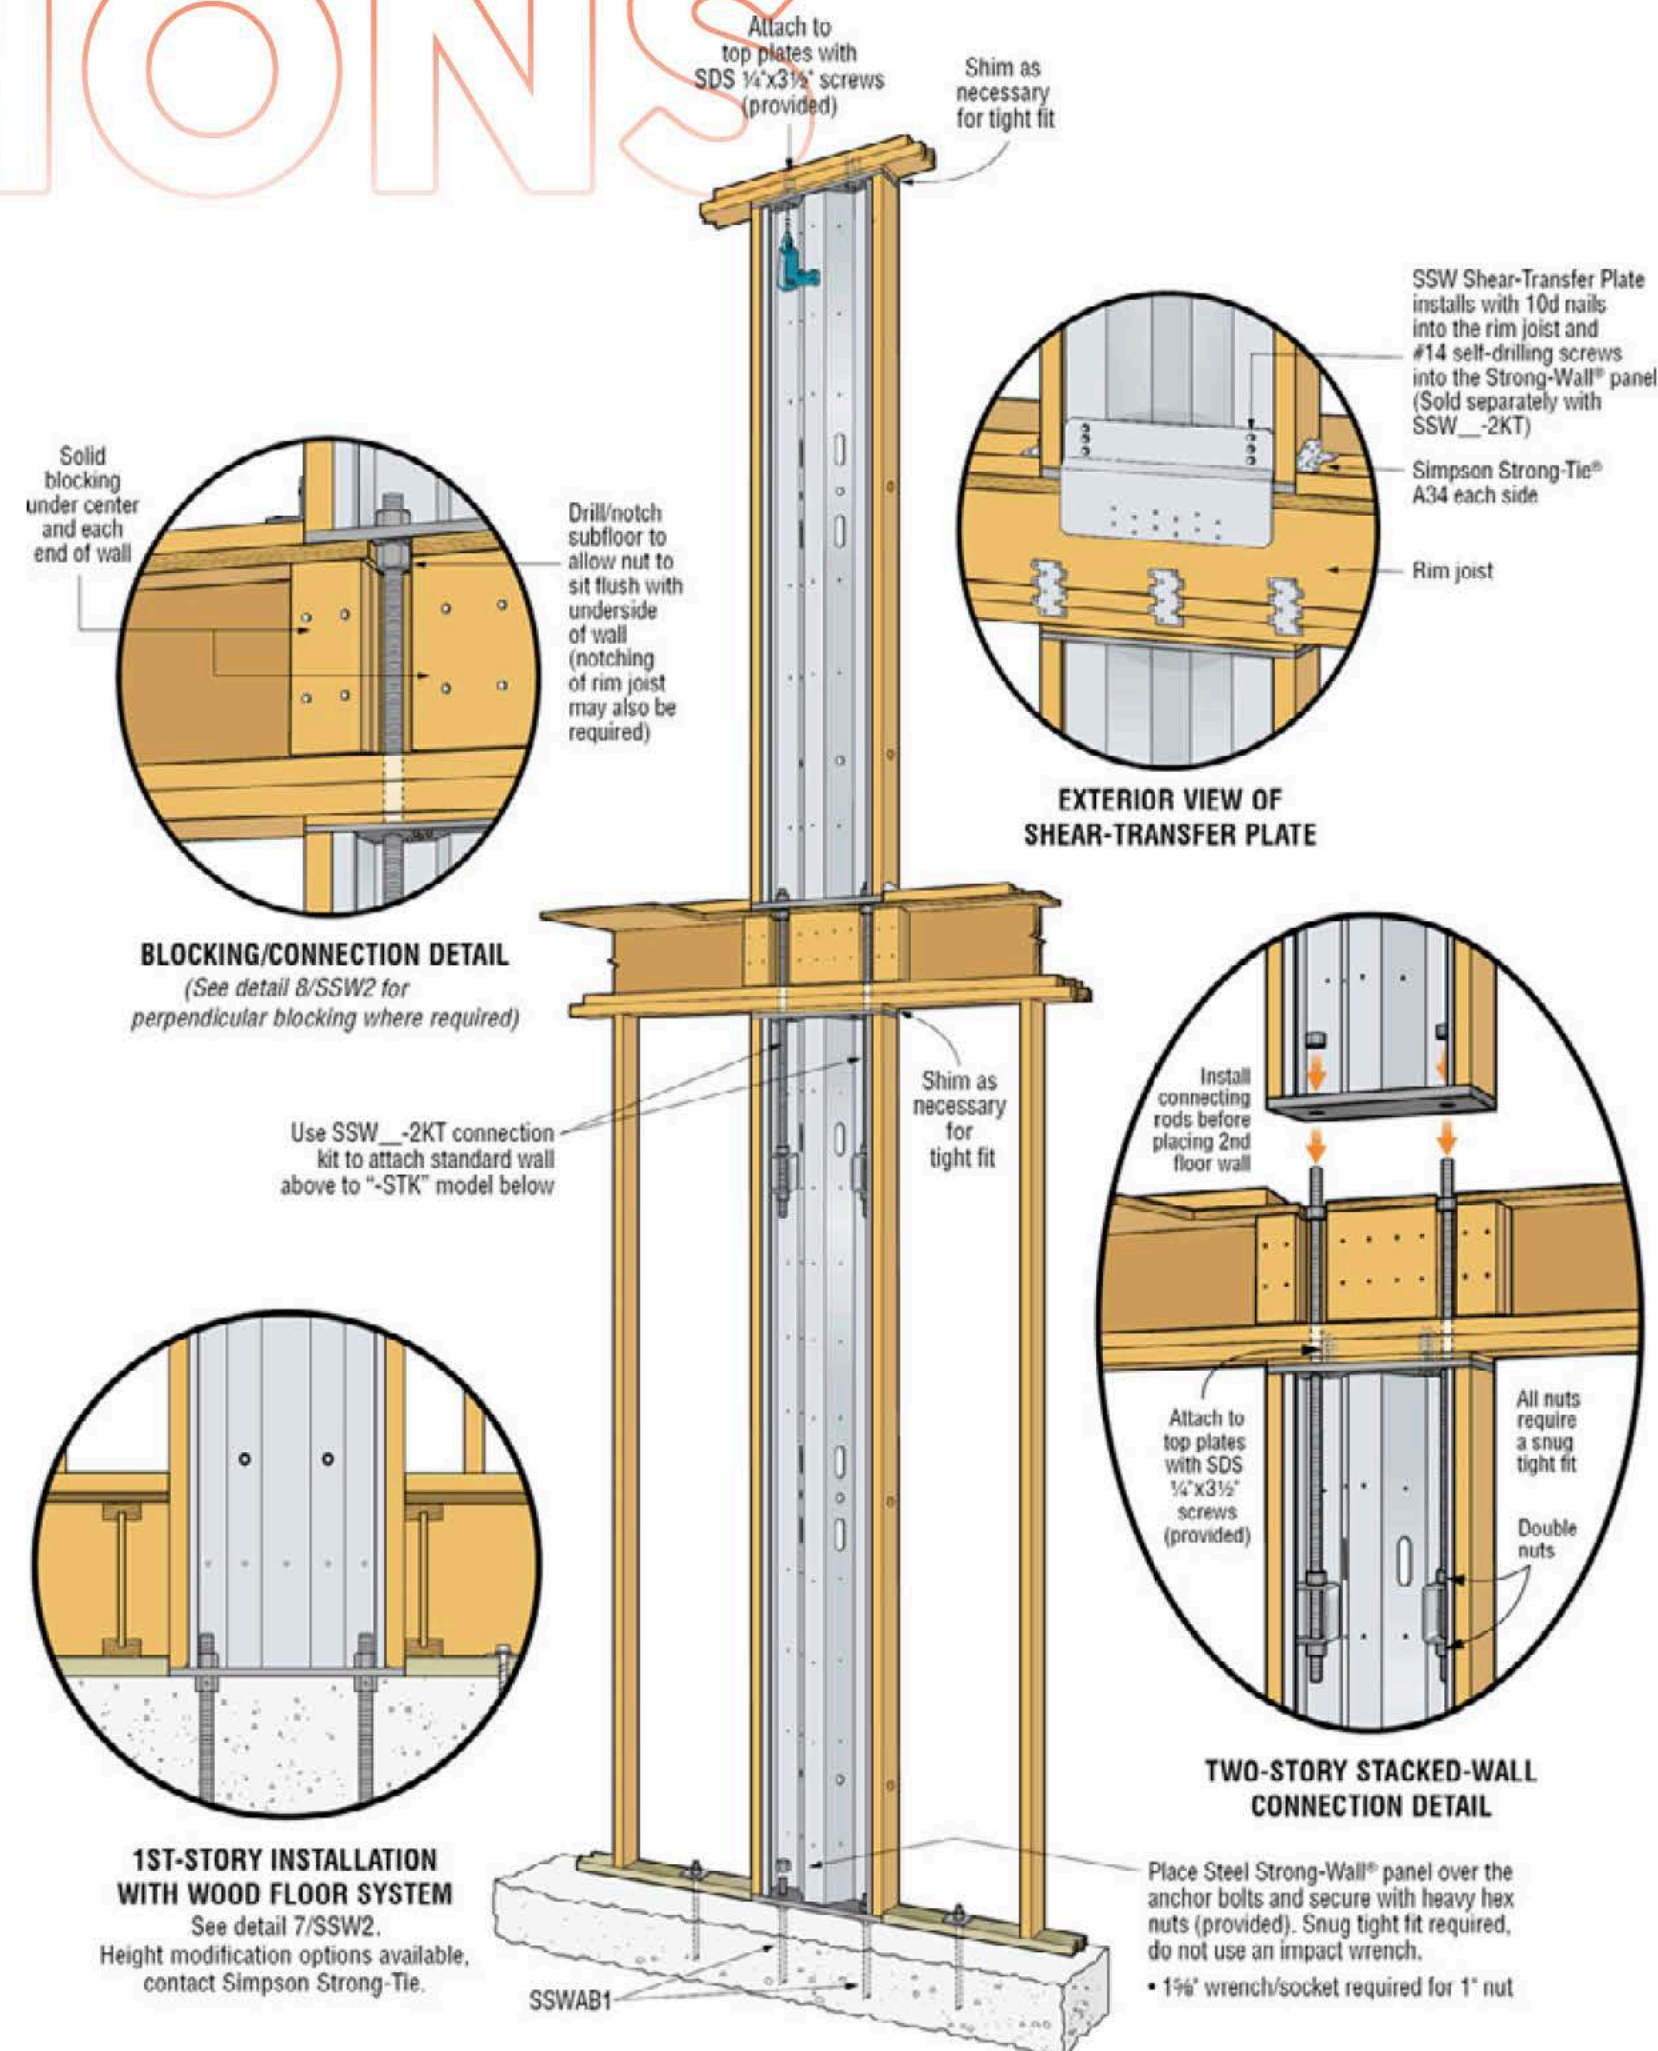 IONS
Attach to
top plates with
SDS ¼"x3½" screws
(provided)
Shim as
necessary
for tight fit
SSW Shear-Transfer Plate
installs with 10d nails
into the rim joist and
#14 self-drilling screws
into the Strong-Wall® panel
(Sold separately with
SSW__-2KT)
Simpson Strong-Tie®
A34 each side
Rim joist
EXTERIOR VIEW OF
SHEAR-TRANSFER PLATE
Solid
blocking
under center
and each
end of wall
Drill/notch
subfloor to
allow nut to
sit flush with
underside
of wall
(notching
of rim joist
may also be
required)
BLOCKING/CONNECTION DETAIL
(See detail 8/SSW2 for
perpendicular blocking where required)
Use SSW__-2KT connection
kit to attach standard wall
above to “-STK” model below
Shim as
necessary
for
tight fit
Install
connecting
rods before
placing 2nd
floor wall
Attach to
top plates
with SDS
¼"x3½"
screws
(provided)
All nuts
require
a snug
tight fit
Double
nuts
TWO-STORY STACKED-WALL
CONNECTION DETAIL
1ST-STORY INSTALLATION
WITH WOOD FLOOR SYSTEM
See detail 7/SSW2.
Height modification options available,
contact Simpson Strong-Tie.
SSWAB1
Place Steel Strong-Wall® panel over the
anchor bolts and secure with heavy hex
nuts (provided). Snug tight fit required,
do not use an impact wrench.
• 1⅝" wrench/socket required for 1" nut